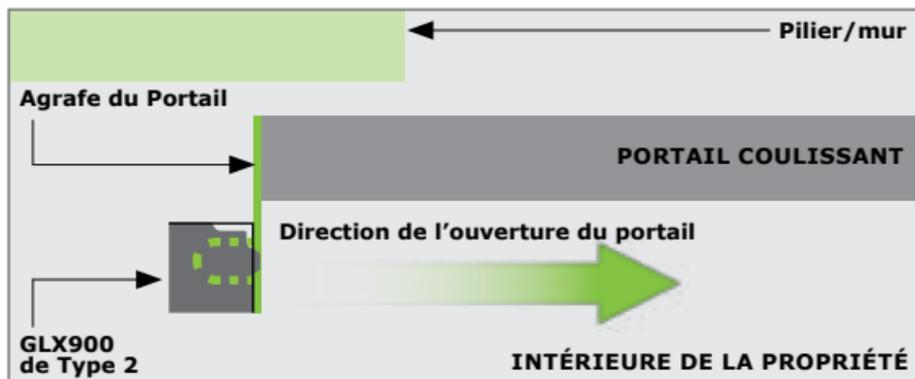 Pilier/mur
Agrafe du Portail
PORTAIL COULISSANT
Direction de l’ouverture du portail
GLX900
de Type 2
INTÉRIEURE DE LA PROPRIÉTÉ